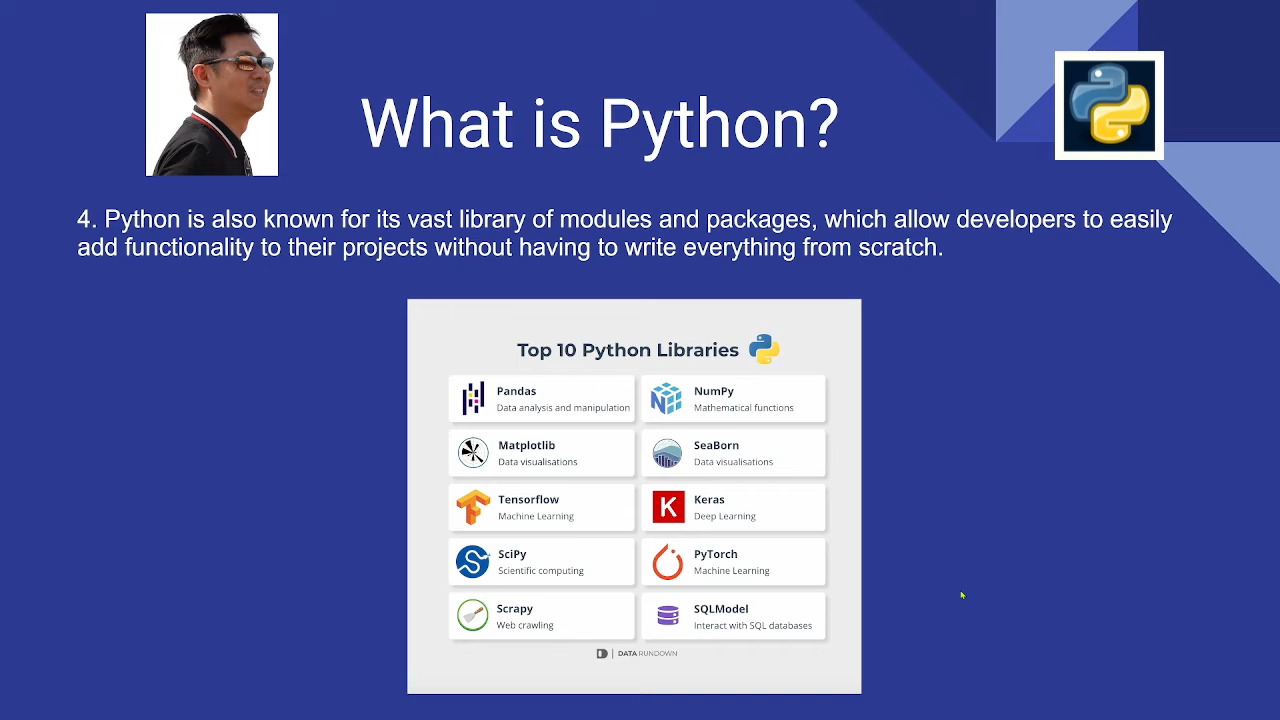 What is Python?
4. Python is also known for its vast library of modules and packages, which allow developers to easily
add functionality to their projects without having to write everything from scratch.
Top 10 Python Libraries
Pandas
Data analysis and manipulation
NumPy
Mathematical functions
Matplotlib
Data visualisations
SeaBorn
Data visualisations
Tensorflow
Machine Learning
K
Keras
Deep Learning
SciPy
Scientific computing
PyTorch
Machine Learning
Scrapy
Web crawling
SQLModel
Interact with SQL databases
DATA RUNDOWN